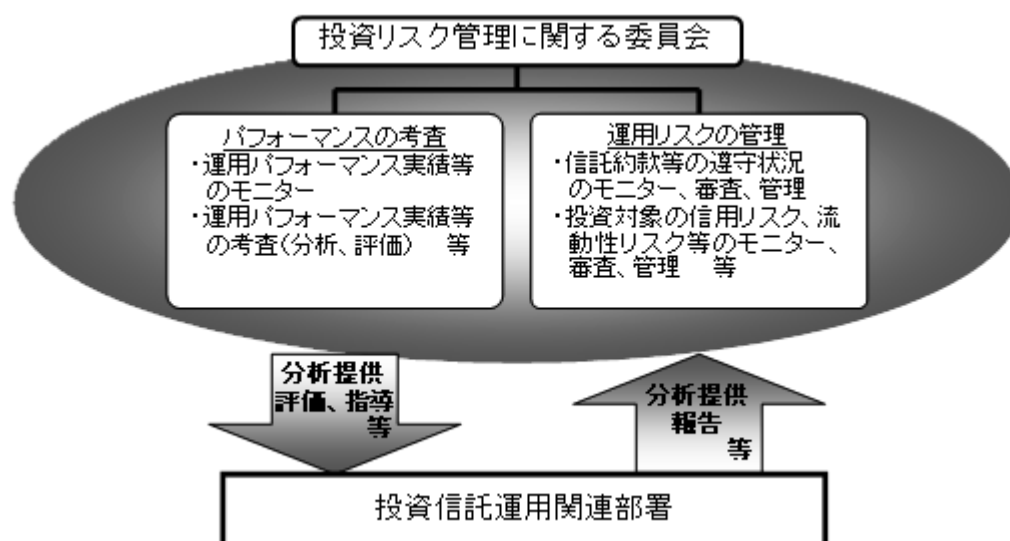 投資リスク管理に関する委員会
パフォーマンスの考査
・運用パフォーマンス実績等
のモニター
・運用パフォーマンス実績等
の考査(分析、評価)　等
運用リスクの管理
・信託約款等の遵守状況
のモニター、審査、管理
・投資対象の信用リスク、流
動性リスク等のモニター、
審査、管理　等
分析提供
評価、指導
等
分析提供
報告
等
投資信託運用関連部署